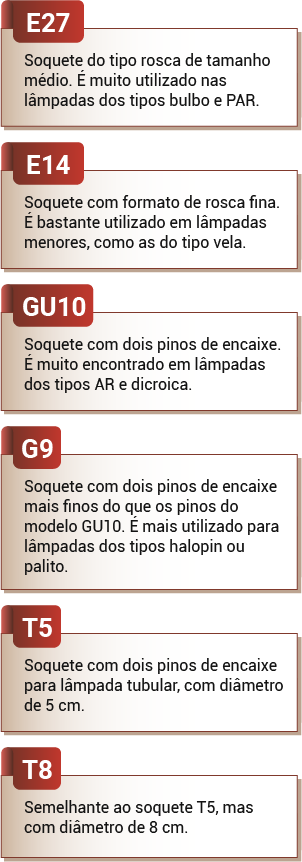 E27
Soquete do tipo rosca de tamanho
médio. É muito utilizado nas
lâmpadas dos tipos bulbo e PAR.
E14
Soquete com formato de rosca fina.
É bastante utilizado em lâmpadas
menores, como as do tipo vela.
GU10
Soquete com dois pinos de encaixe.
É muito encontrado em lâmpadas
dos tipos AR e dicroica.
G9
Soquete com dois pinos de encaixe
mais finos do que os pinos do
modelo GU10. É mais utilizado para
lâmpadas dos tipos halopin ou
palito.
T5
Soquete com dois pinos de encaixe
para lâmpada tubular, com diâmetro
de 5 cm.
T8
Semelhante ao soquete T5, mas
com diâmetro de 8 cm.